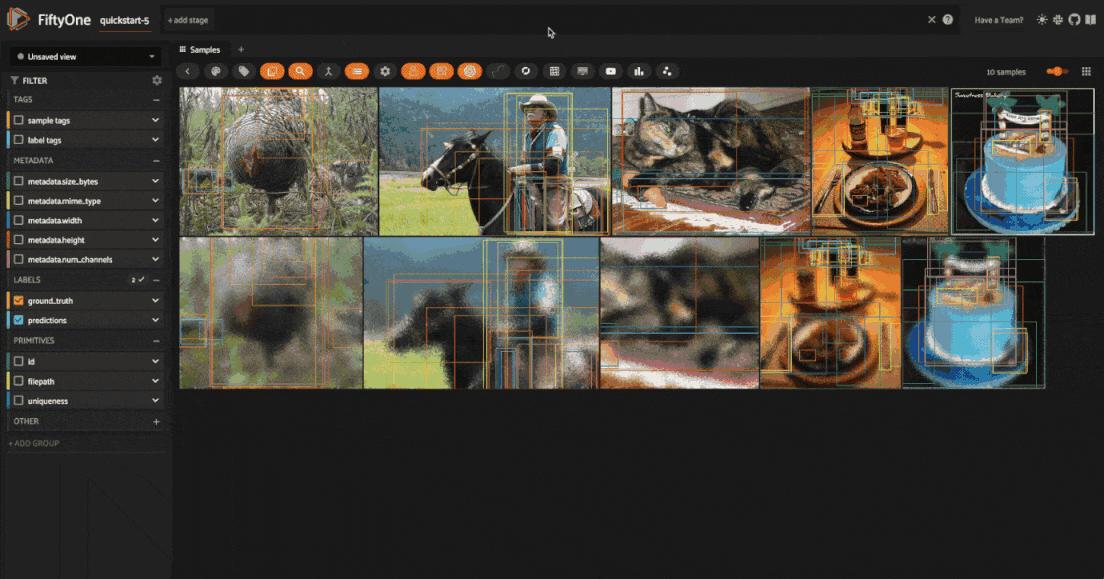 FiftyOne
quickstart-5
+ add stage
Have a Team?
Unsaved view
Samples
+
FILTER
10 samples
TAGS
sample tags
label tags
METADATA
metadata.size_bytes
metadata.mime_type
metadata.width
metadata.height
metadata.num_channels
LABELS
2
ground_truth
predictions
PRIMITIVES
id
filepath
uniqueness
OTHER
+ ADD GROUP